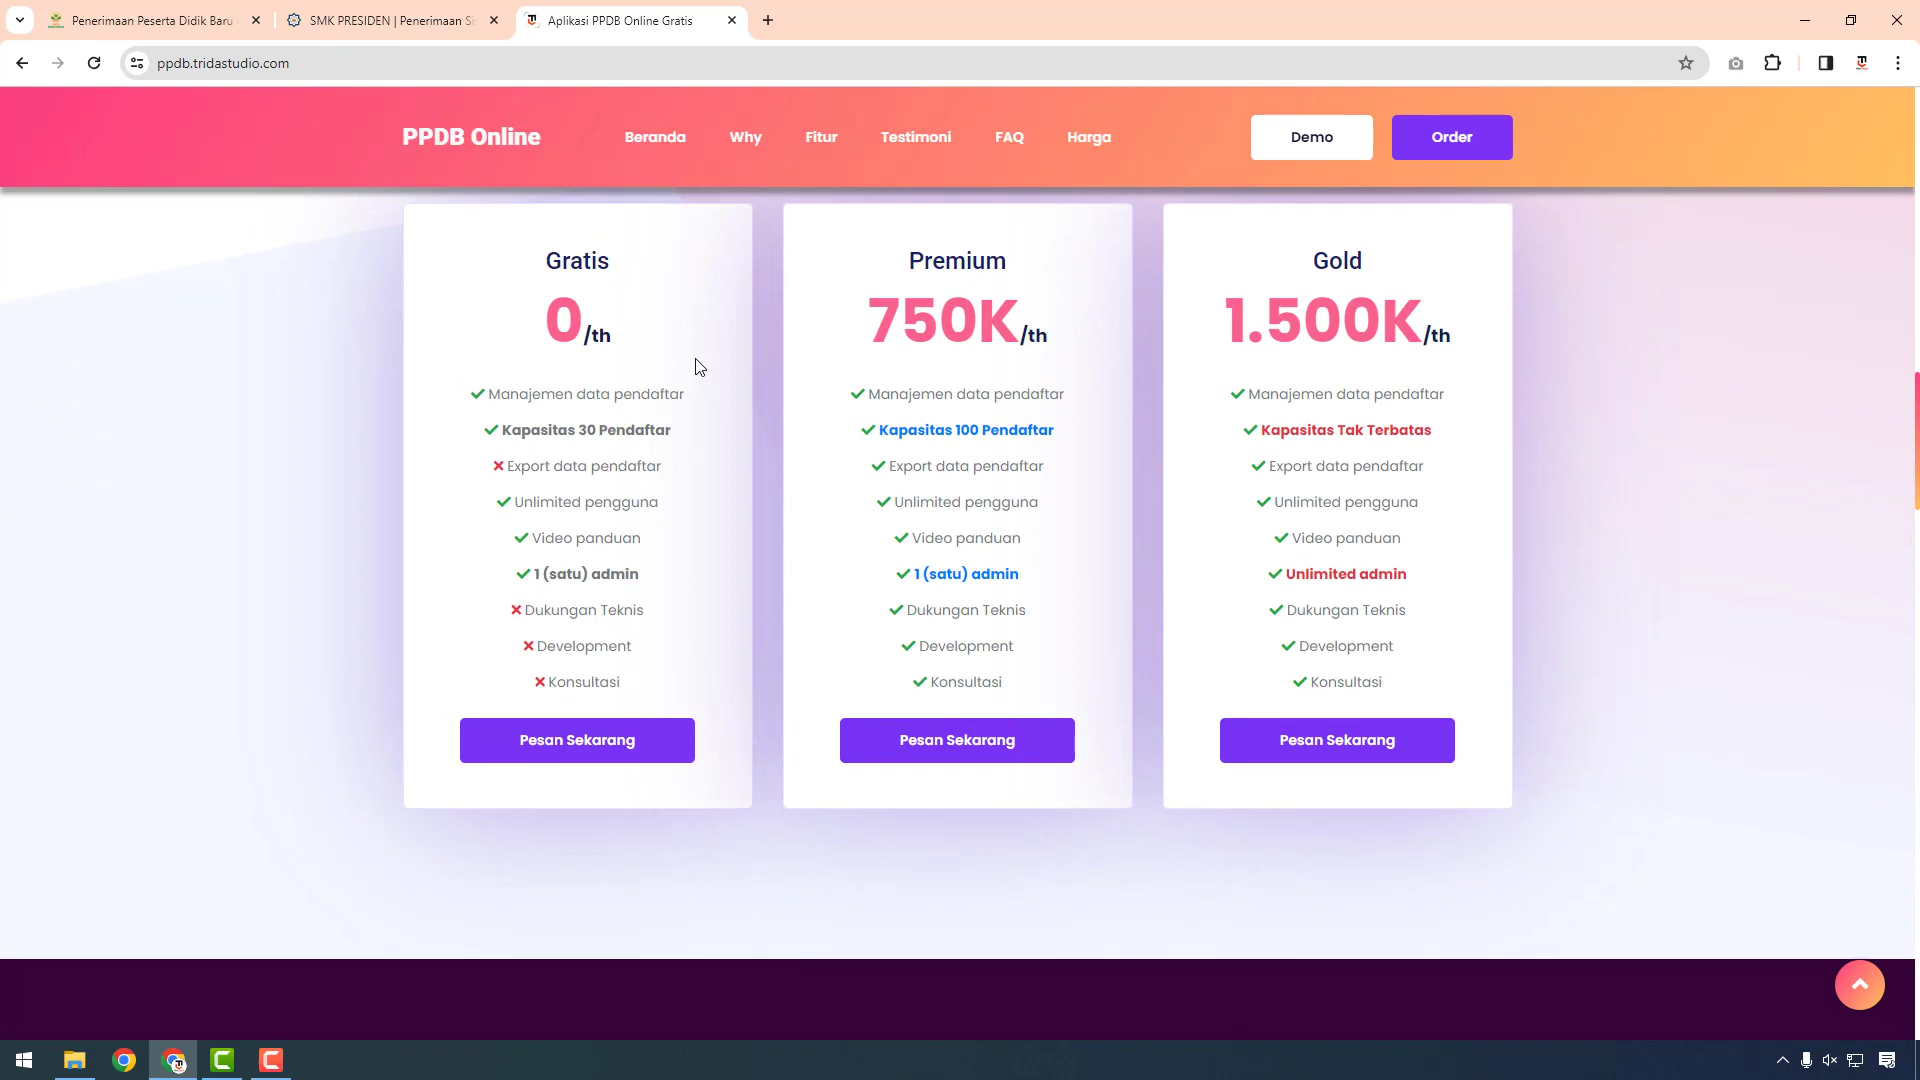 Penerimaan Peserta Didik Baru
SMK PRESIDEN | Penerimaan Si
Aplikasi PPDB Online Gratis
ppdb.tridastudio.com
PPDB Online
Beranda
Why
Fitur
Testimoni
FAQ
Harga
Demo
Order
Gratis
0/th
Manajemen data pendaftar
Kapasitas 30 Pendaftar
Export data pendaftar
Unlimited pengguna
Video panduan
1 (satu) admin
Dukungan Teknis
Development
Konsultasi
Pesan Sekarang
Premium
750K/th
Manajemen data pendaftar
Kapasitas 100 Pendaftar
Export data pendaftar
Unlimited pengguna
Video panduan
1 (satu) admin
Dukungan Teknis
Development
Konsultasi
Pesan Sekarang
Gold
1.500K/th
Manajemen data pendaftar
Kapasitas Tak Terbatas
Export data pendaftar
Unlimited pengguna
Video panduan
Unlimited admin
Dukungan Teknis
Development
Konsultasi
Pesan Sekarang